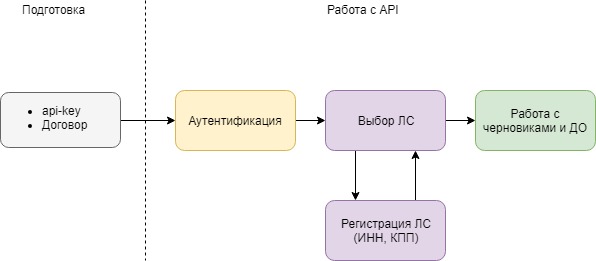 Подготовка
Работа с API
• api-key
• Договор
Аутентификация
Выбор ЛС
Работа с
черновиками и ДО
Регистрация ЛС
(ИНН, КПП)